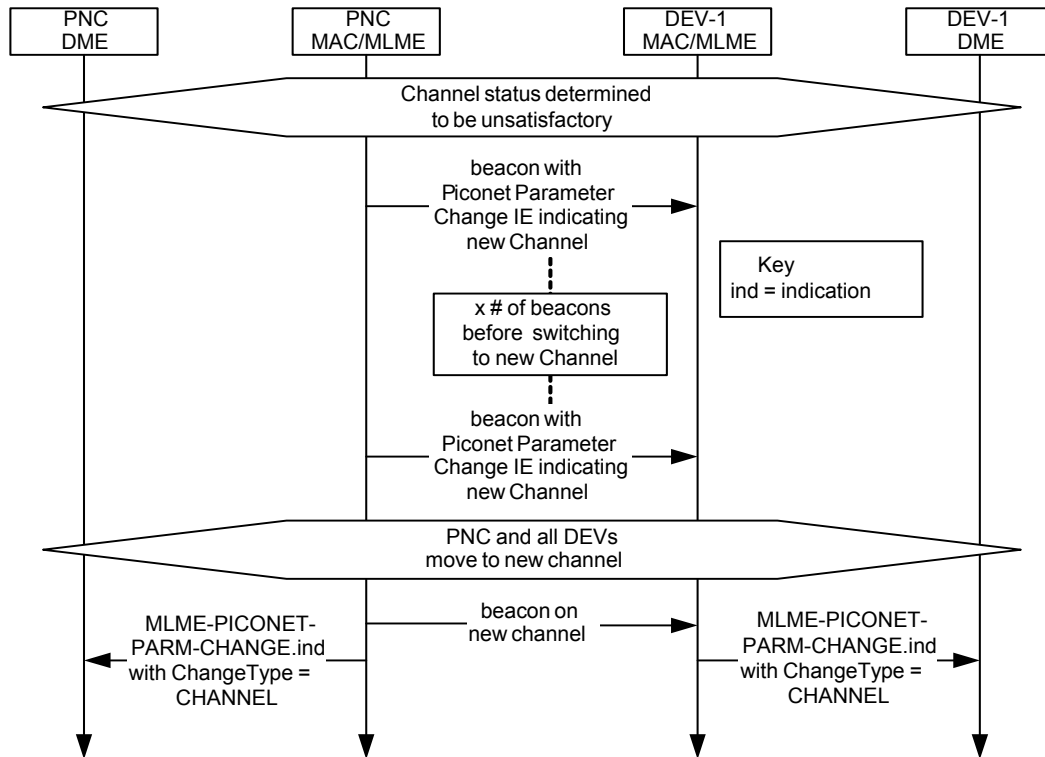 PNC
DME
PNC
MAC/MLME
DEV-1
MAC/MLME
DEV-1
DME
Channel status determined
to be unsatisfactory
beacon with
Piconet Parameter
Change IE indicating
new Channel
Key
ind = indication
x # of beacons
before switching
to new Channel
beacon with
Piconet Parameter
Change IE indicating
new Channel
PNC and all DEVs
move to new channel
MLME-PICONET-
PARM-CHANGE.ind
with ChangeType =
CHANNEL
beacon on
new channel
MLME-PICONET-
PARM-CHANGE.ind
with ChangeType =
CHANNEL